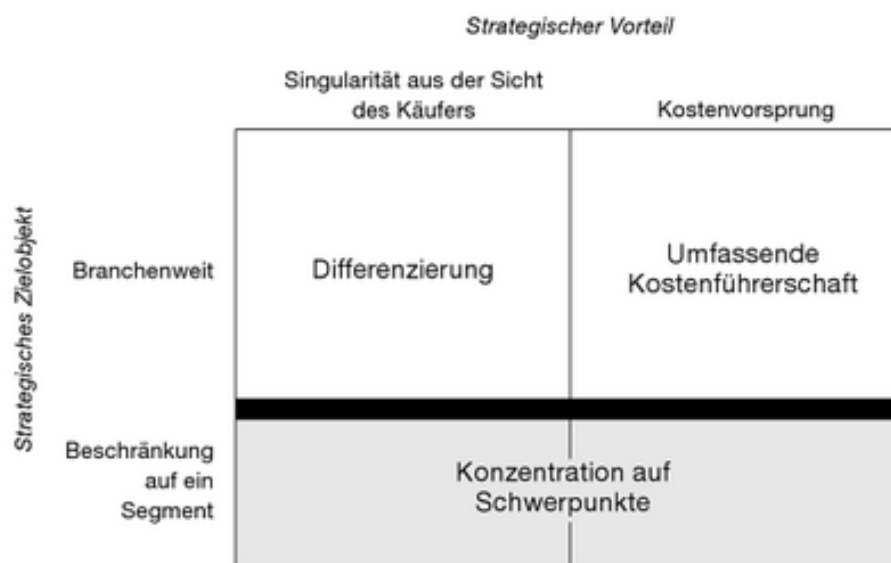 Strategischer Vorteil
Singularität aus der Sicht
des Käufers
Kostenvorsprung
Strategisches Zielobjekt
Branchenweit
Differenzierung
Umfassende
Kostenführerschaft
Beschränkung
auf ein
Segment
Konzentration auf
Schwerpunkte